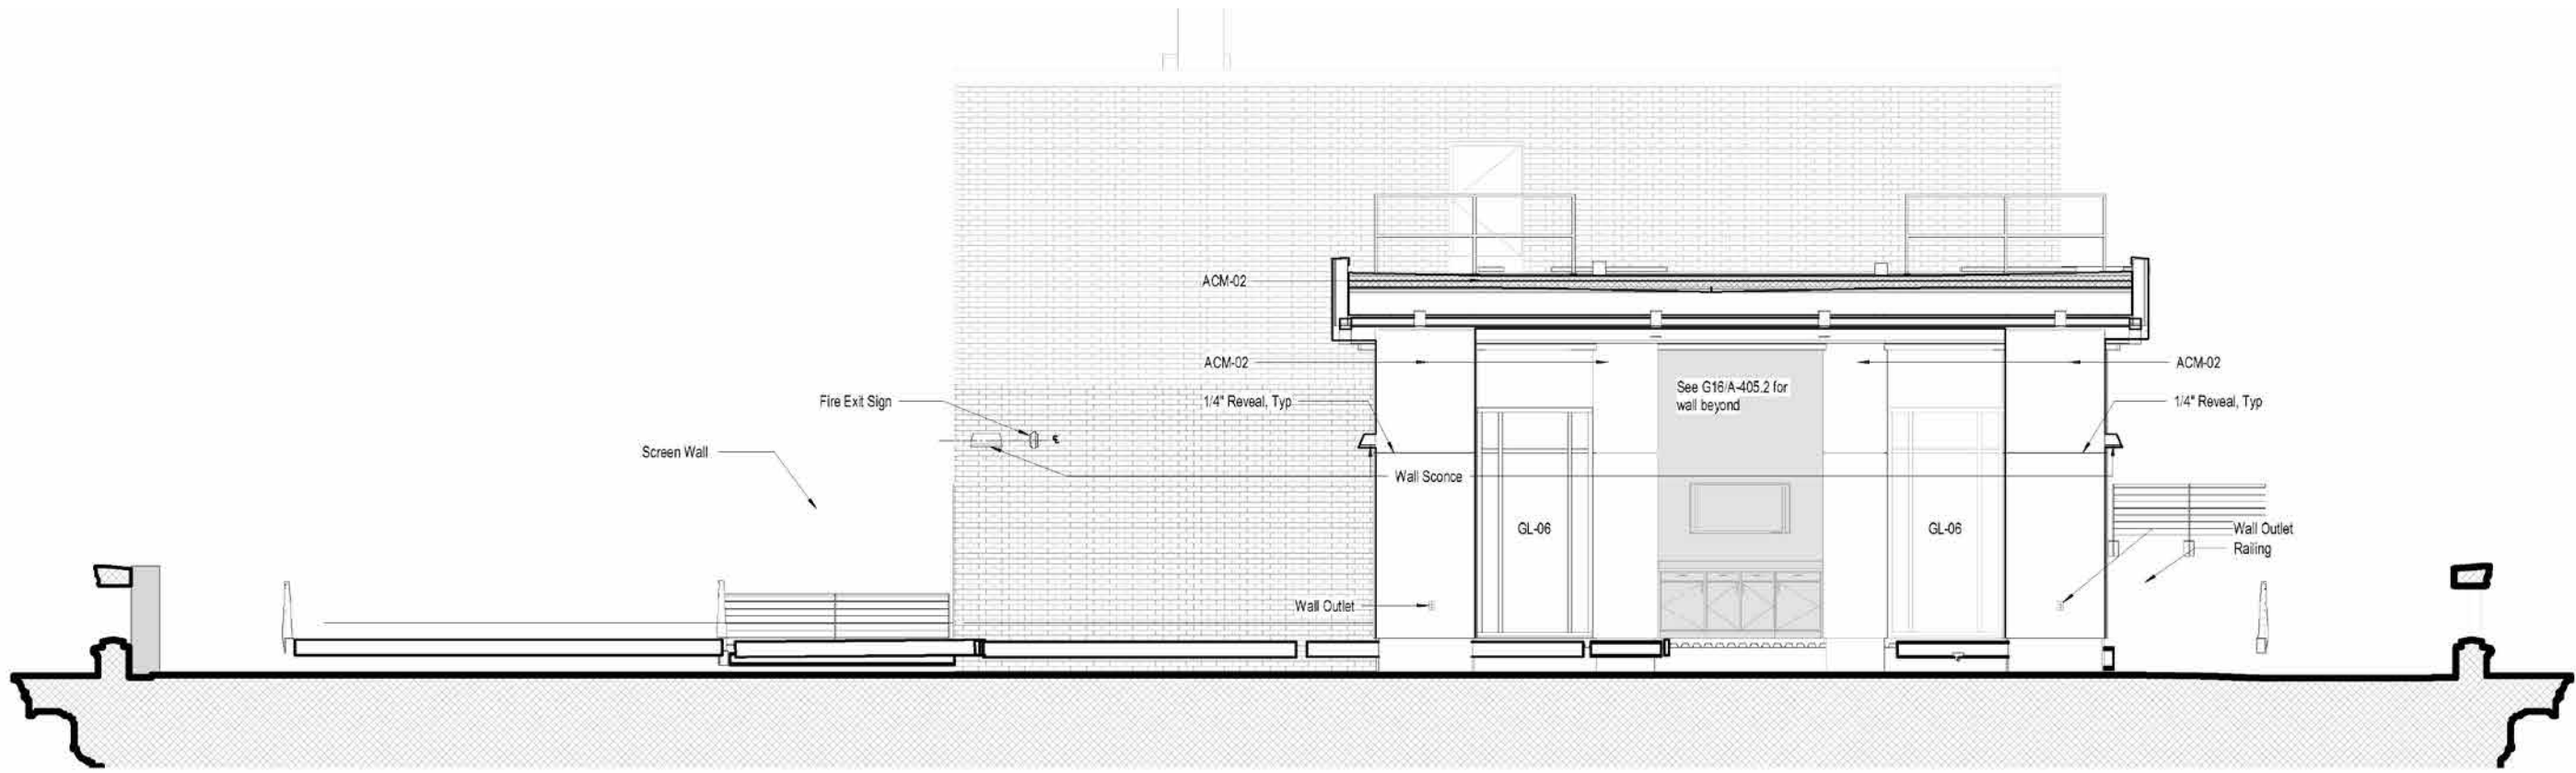 ACM-02
ACM-02
ACM-02
See G16/A-405.2 for
wall beyond
Fire Exit Sign
1/4" Reveal, Typ
1/4" Reveal, Typ
Screen Wall
Wall Sconce
GL-06
GL-06
Wall Outlet
Railing
Wall Outlet